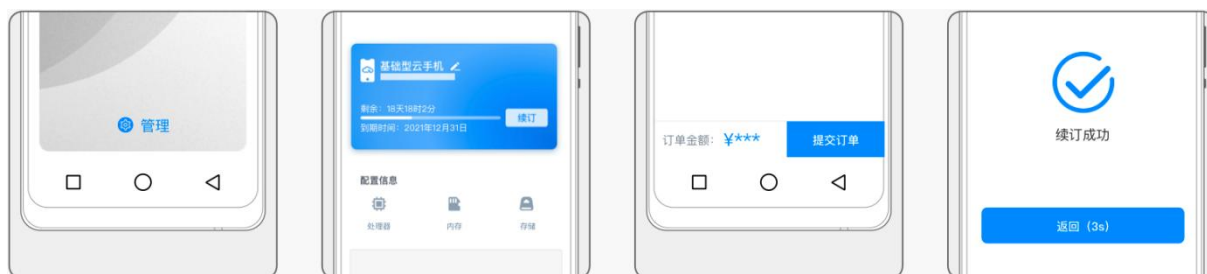 管理
基础型云手机
剩余：18天18时2分
续订
到期时间：2021年12月31日
配置信息
处理器
内存
存储
订单金额：¥***
提交订单
续订成功
返回（3s）